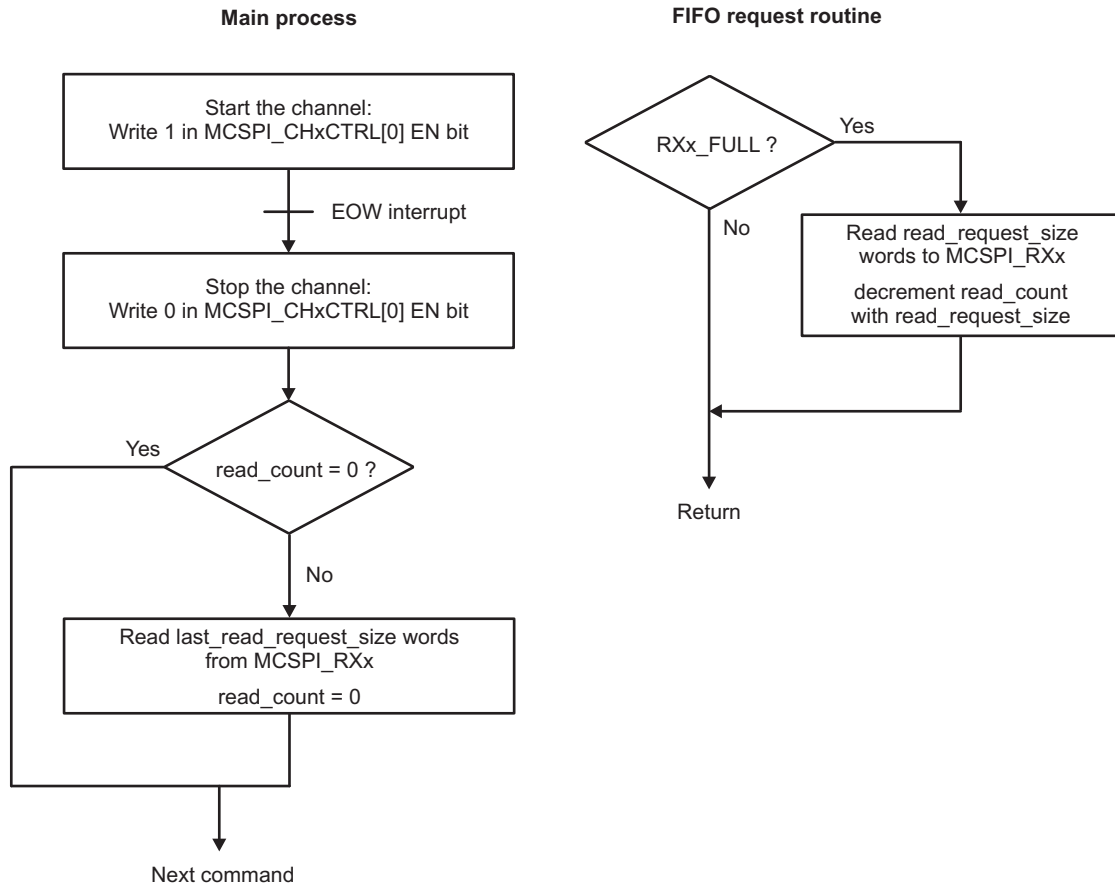 Main process
Start the channel:
Write 1 in MCSPI_CHxCTRL[0] EN bit
EOW interrupt
Stop the channel:
Write 0 in MCSPI_CHxCTRL[0] EN bit
Yes
read_count = 0 ?
No
Read last_read_request_size words
from MCSPI_RXx
read_count = 0
Next command
FIFO request routine
RXx_FULL ?
Yes
No
Read read_request_size
words to MCSPI_RXx
decrement read_count
with read_request_size
Return